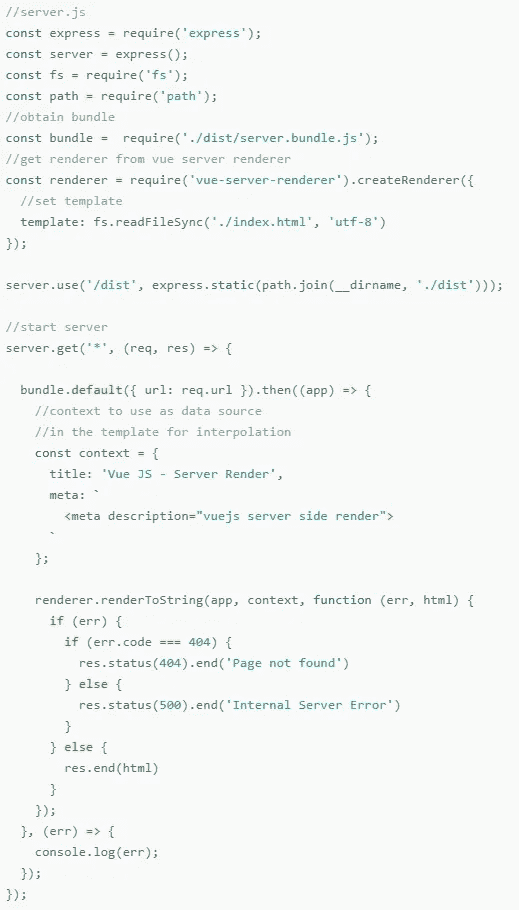 //server.js
const express = require('express');
const server = express();
const fs = require('fs');
const path = require('path');
//obtain bundle
const bundle =  require('./dist/server.bundle.js');
//get renderer from vue server renderer
const renderer = require('vue-server-renderer').createRenderer({
  //set template
  template: fs.readFileSync('./index.html', 'utf-8')
});

server.use('/dist', express.static(path.join(__dirname, './dist')));

//start server
server.get('*', (req, res) => {

  bundle.default({ url: req.url }).then((app) => {
    //context to use as data source
    //in the template for interpolation
    const context = {
      title: 'Vue JS - Server Render',
      meta: `
        <meta description="vuejs server side render">
      `
    };

    renderer.renderToString(app, context, function (err, html) {
      if (err) {
        if (err.code === 404) {
          res.status(404).end('Page not found')
        } else {
          res.status(500).end('Internal Server Error')
        }
      } else {
        res.end(html)
      }
    });
  }, (err) => {
    console.log(err);
  });
});